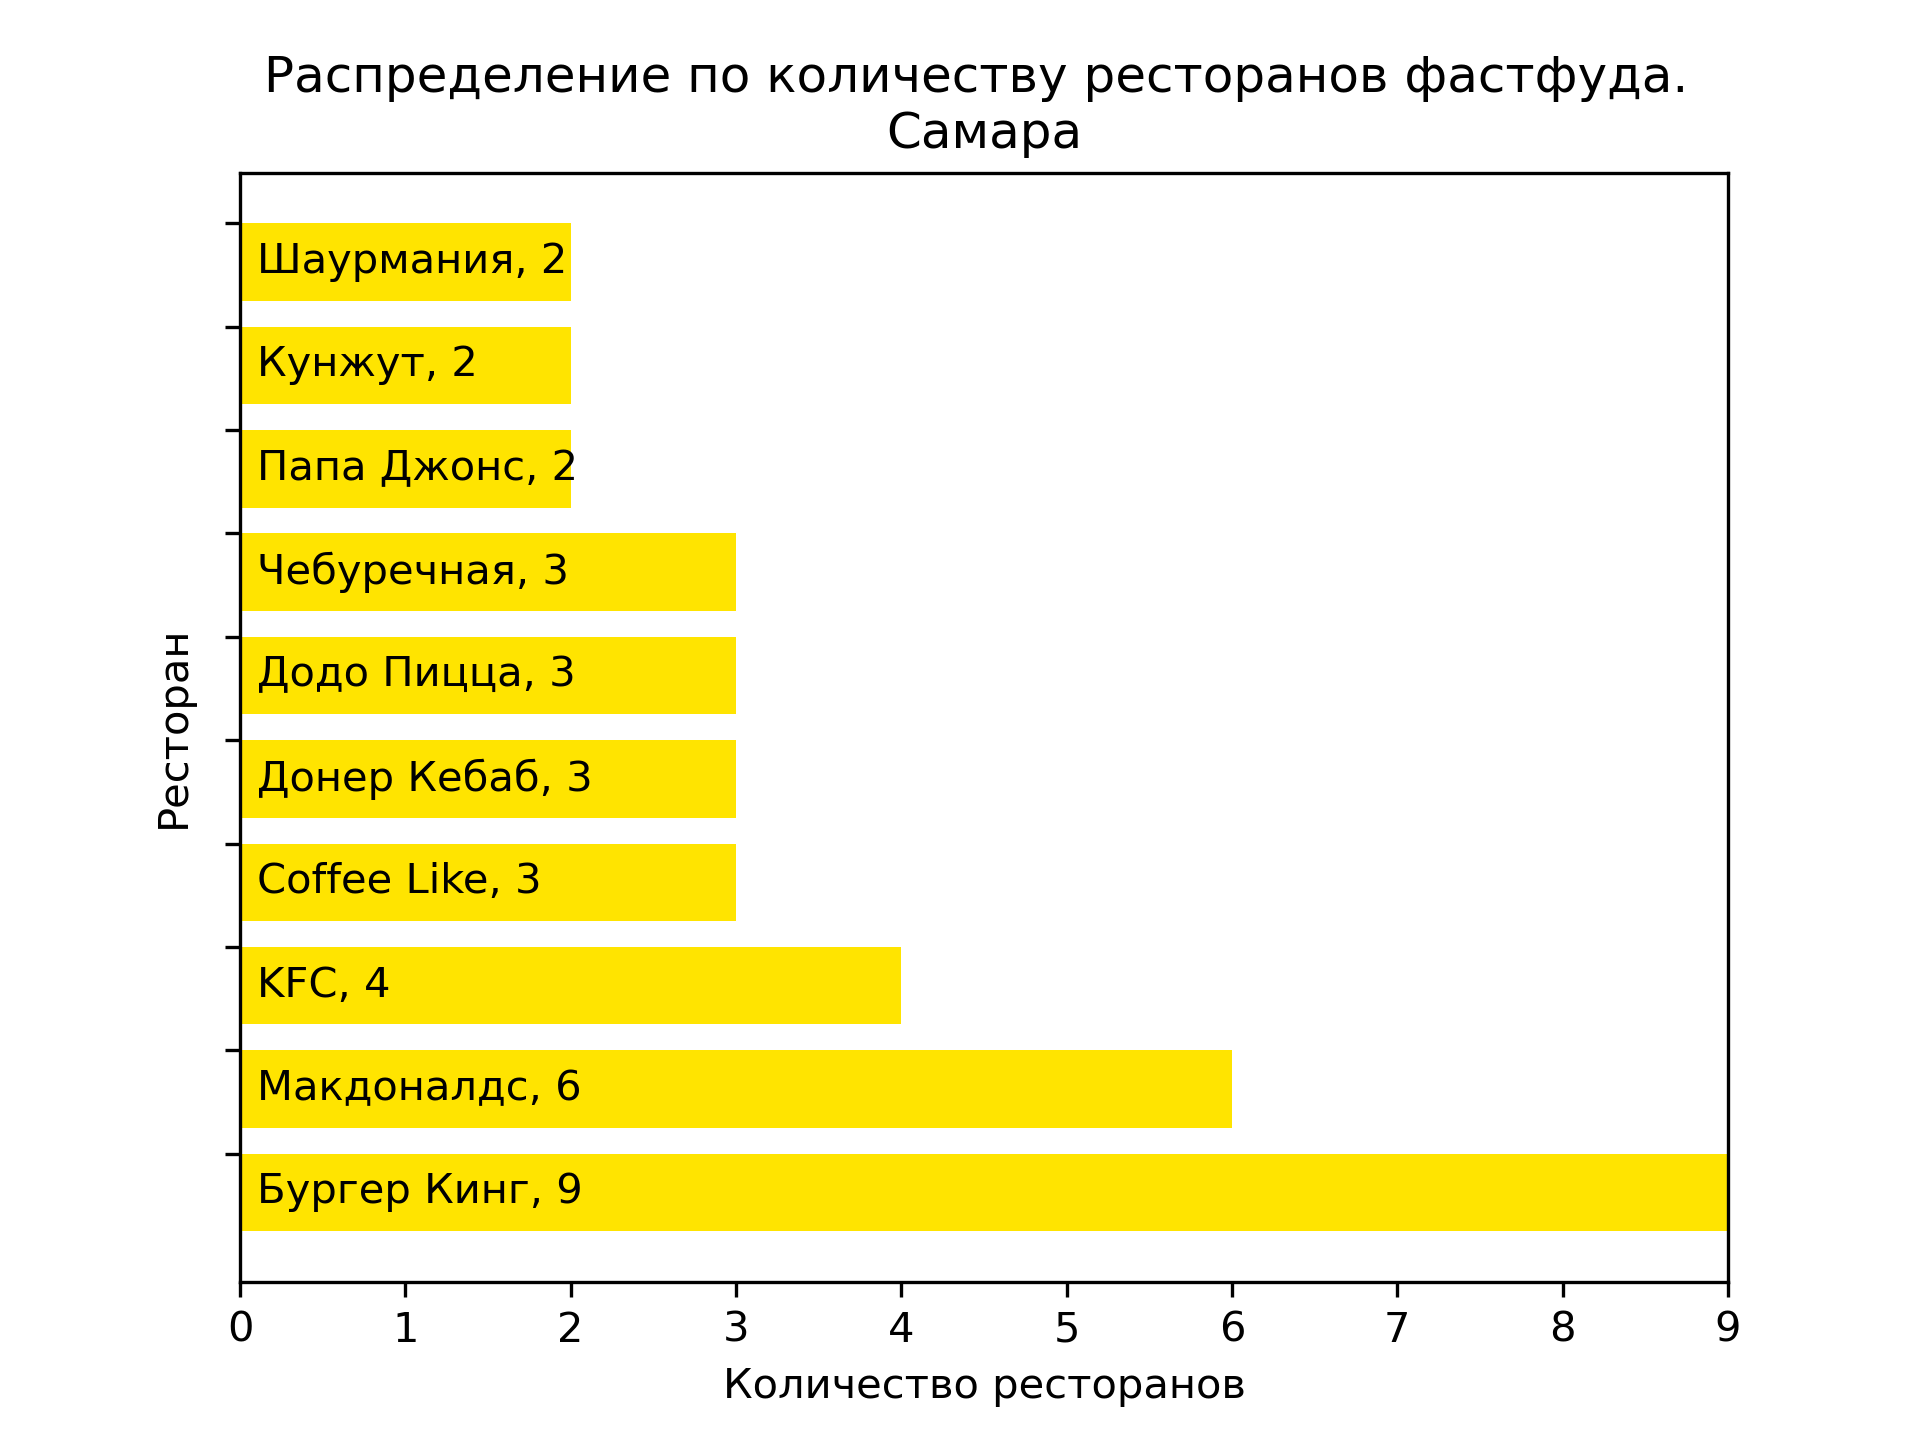 Распределение по количеству ресторанов фастфуда.
Самара
Шаурмания, 2
Кунжут, 2
Папа Джонс, 2
Чебуречная, 3
Додо Пицца, 3
Донер Кебаб, 3
Coffee Like, 3
KFC, 4
Макдоналдс, 6
Бургер Кинг, 9
Ресторан
0 1 2 3 4 5 6 7 8 9
Количество ресторанов